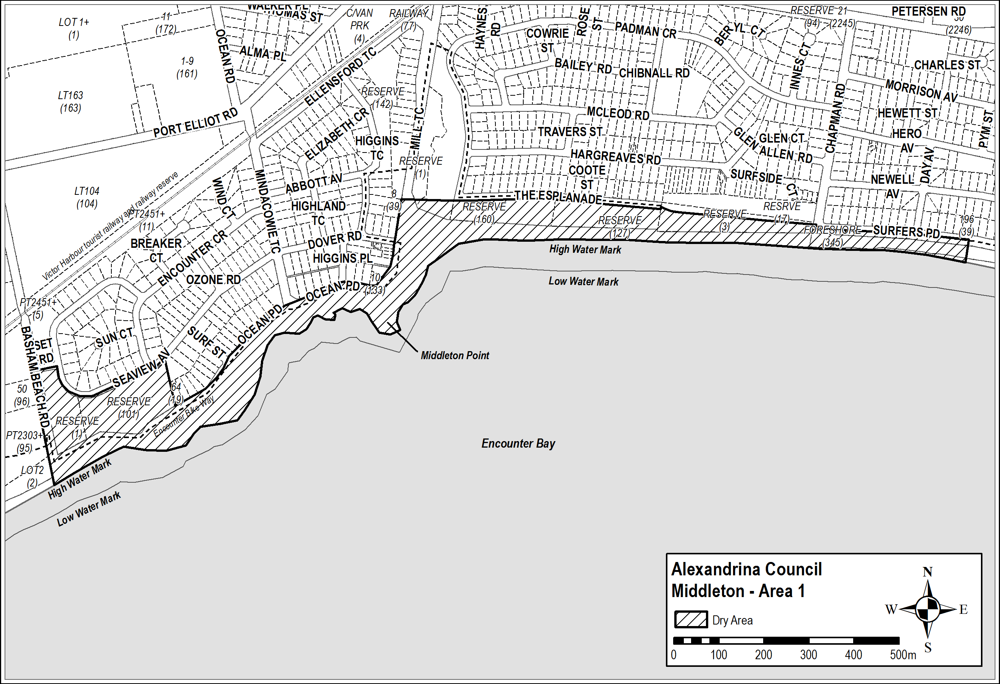 WALKER PL
THOMAS ST
C/VAN
PRK
(4)
RAILWAY
(77)
HAYNES
RD
ROSE
ST
RESERVE
(94)
21
(2245)
PETERSEN RD
30
(2246)
LOT 1+
(1)
11
(172)
OCEAN RD
ALMA PL
1-9
(161)
LT163
(163)
PORT ELLIOT RD
ELLENSFORD TC
RESERVE
(142)
ELIZABETH CR
HIGGINS
TC
MILL TC
RESERVE
(1)
COWRIE
ST
PADMAN CR
BERYL CT
INNES CT
BAILEY RD
CHIBNALL RD
CHARLES ST
MORRISON AV
CHAPMAN RD
MCLEOD RD
HEWETT ST
PYM ST
TRAVERS ST
GLEN CT
GLEN ALLEN RD
HERO
AV
HARGREAVES RD
COOTE
ST
SURFSIDE CT
NEWELL
AV
DAY AV
LT104
(104)
Victor Harbour tourist railway and railway reserve
PT2451+
(11)
WIND CT
MINDACOWIE TC
ABBOTT AV
HIGHLAND
TC
8
(39)
THE ESPLANADE
RESERVE
(160)
RESERVE
(127)
RESERVE
(3)
RESRVE
(17)
FORESHORE
(345)
SURFERS PD
196
(39)
BREAKER
CT
ENCOUNTER CR
DOVER RD
HIGGINS PL
High Water Mark
Low Water Mark
OZONE RD
10
(133)
OCEAN PD
OCEAN PD
PT2451+
(5)
BASHAM BEACH RD
SET
RD
SUN CT
SURF ST
SEAVIEW AV
Middleton Point
50
(96)
64
(19)
RESERVE
(101)
RESERVE
(1)
Encounter Bike Way
PT2303+
(95)
LOT2
(2)
High Water Mark
Low Water Mark
Encounter Bay
Alexandrina Council
Middleton - Area 1
Dry Area
0 100 200 300 400 500m
N
W E
S